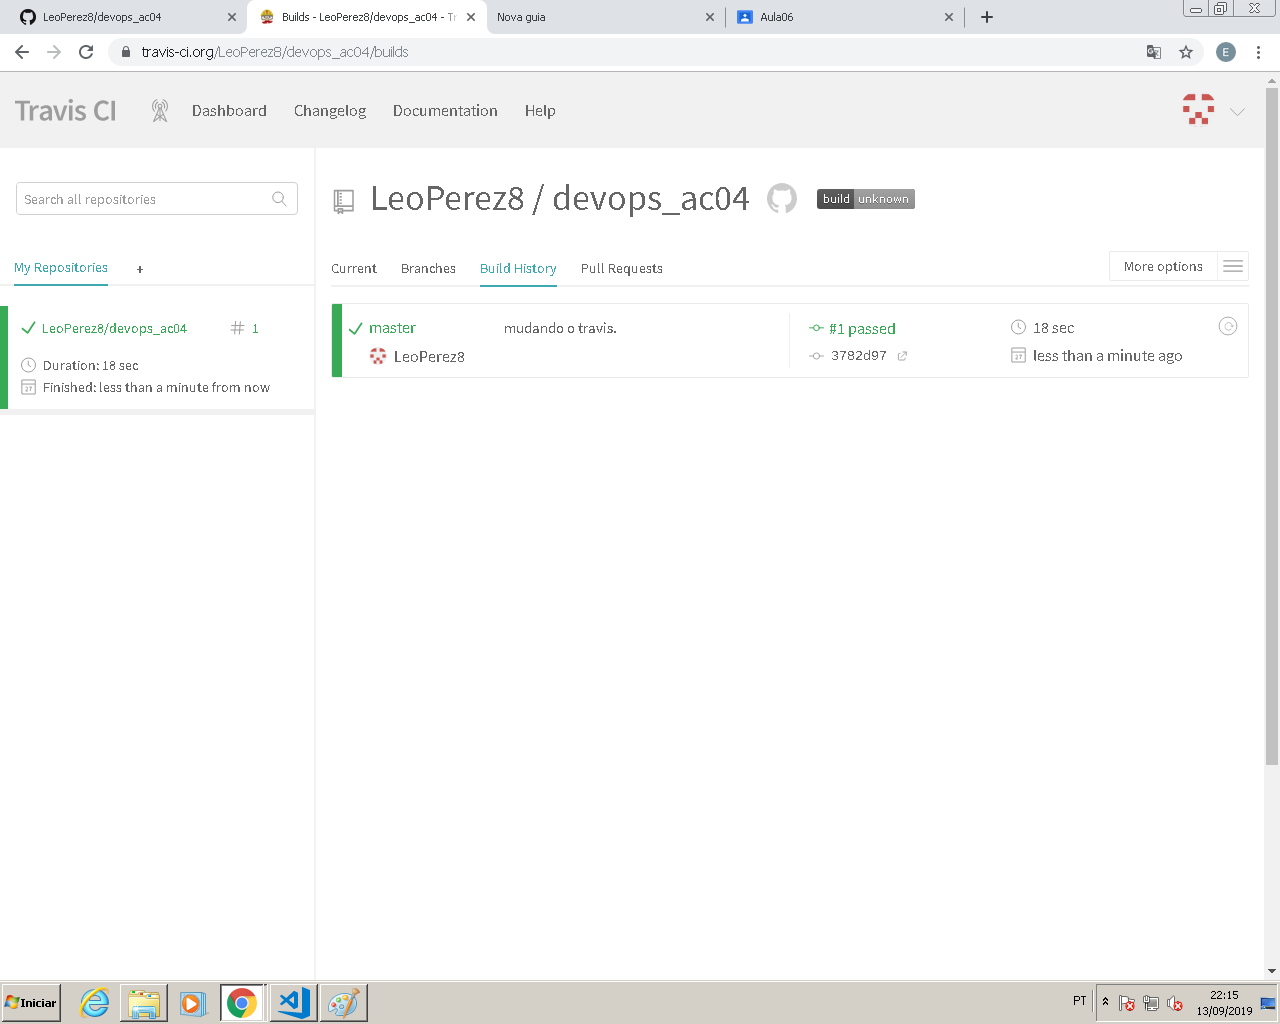 LeoPerez8/devops_ac04
Builds - LeoPerez8/devops_ac04 - Tr
Nova guia
Aula06
travis-ci.org/LeoPerez8/devops_ac04/builds
E
Travis CI
Dashboard
Changelog
Documentation
Help
Search all repositories
LeoPerez8 / devops_ac04
build unknown
My Repositories
+
Current
Branches
Build History
Pull Requests
More options
LeoPerez8/devops_ac04
# 1
Duration: 18 sec
Finished: less than a minute from now
master
mudando o travis.
#1 passed
18 sec
LeoPerez8
3782d97
less than a minute ago
Iniciar
PT
22:15
13/09/2019